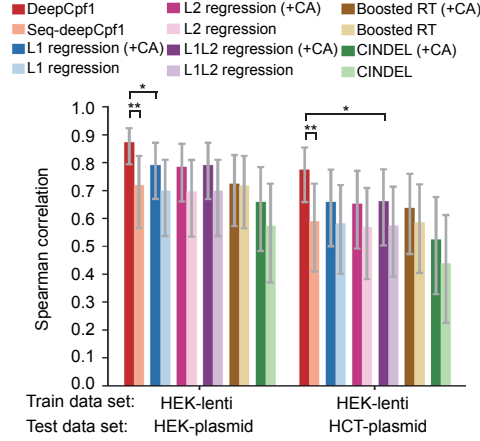 DeepCpf1
Seq-deepCpf1
L1 regression (+CA)
L1 regression
L2 regression (+CA)
L2 regression
L1L2 regression (+CA)
L1L2 regression
Boosted RT (+CA)
Boosted RT
CINDEL (+CA)
CINDEL
Spearman correlation
1.0
0.9
0.8
0.7
0.6
0.5
0.4
0.3
0.2
0.1
0.0
*
**
*
**
Train data set: HEK-lenti HEK-lenti
Test data set: HEK-plasmid HCT-plasmid